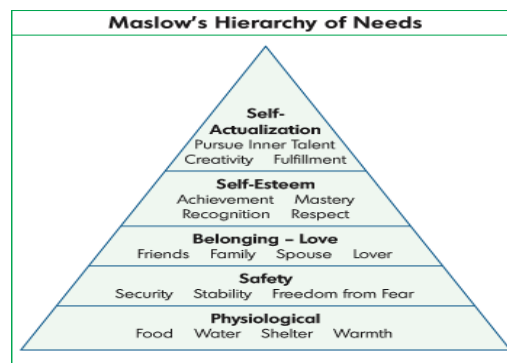 Maslow's Hierarchy of Needs
Self-
Actualization
Pursue Inner Talent
Creativity Fulfillment
Self-Esteem
Achievement Mastery
Recognition Respect
Belonging – Love
Friends Family Spouse Lover
Safety
Security Stability Freedom from Fear
Physiological
Food Water Shelter Warmth